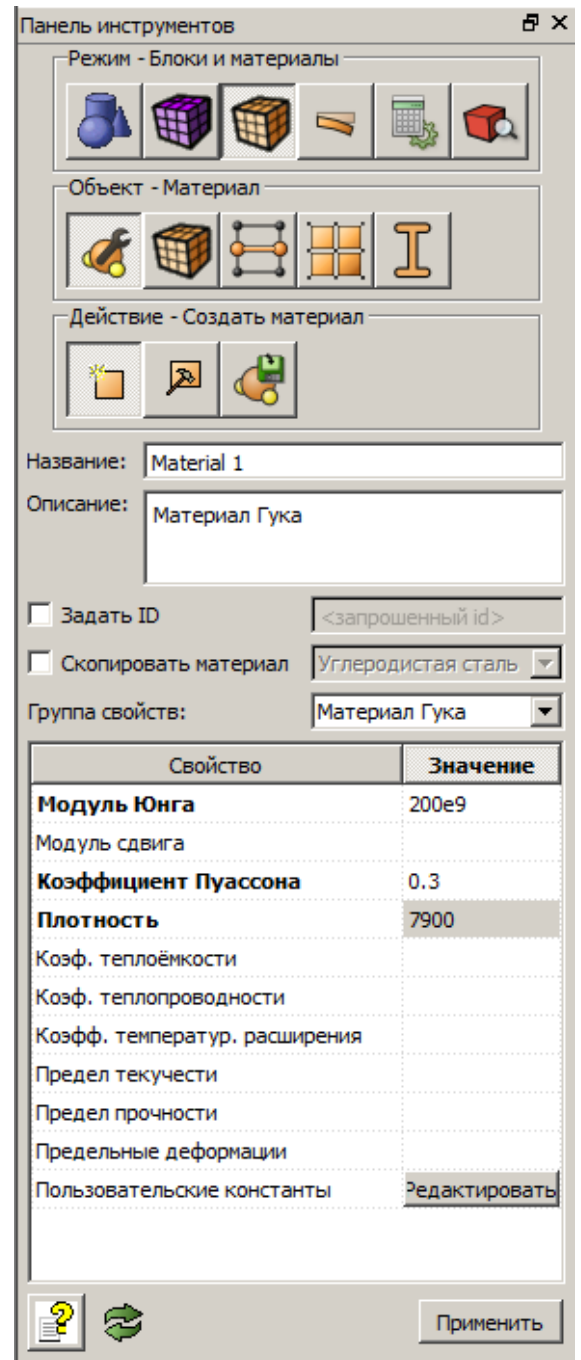 Панель инструментов
Режим - Блоки и материалы
Объект - Материал
Действие - Создать материал
Название: Material 1
Описание: Материал Гука
Задать ID <запрошенный id>
Скопировать материал Углеродистая сталь
Группа свойств: Материал Гука
Свойство Значение
Модуль Юнга 200e9
Модуль сдвига
Коэффициент Пуассона 0.3
Плотность 7900
Коэф. теплоёмкости
Коэф. теплопроводности
Коэфф. температур. расширения
Предел текучести
Предел прочности
Предельные деформации
Пользовательские константы Редактировать
Применить